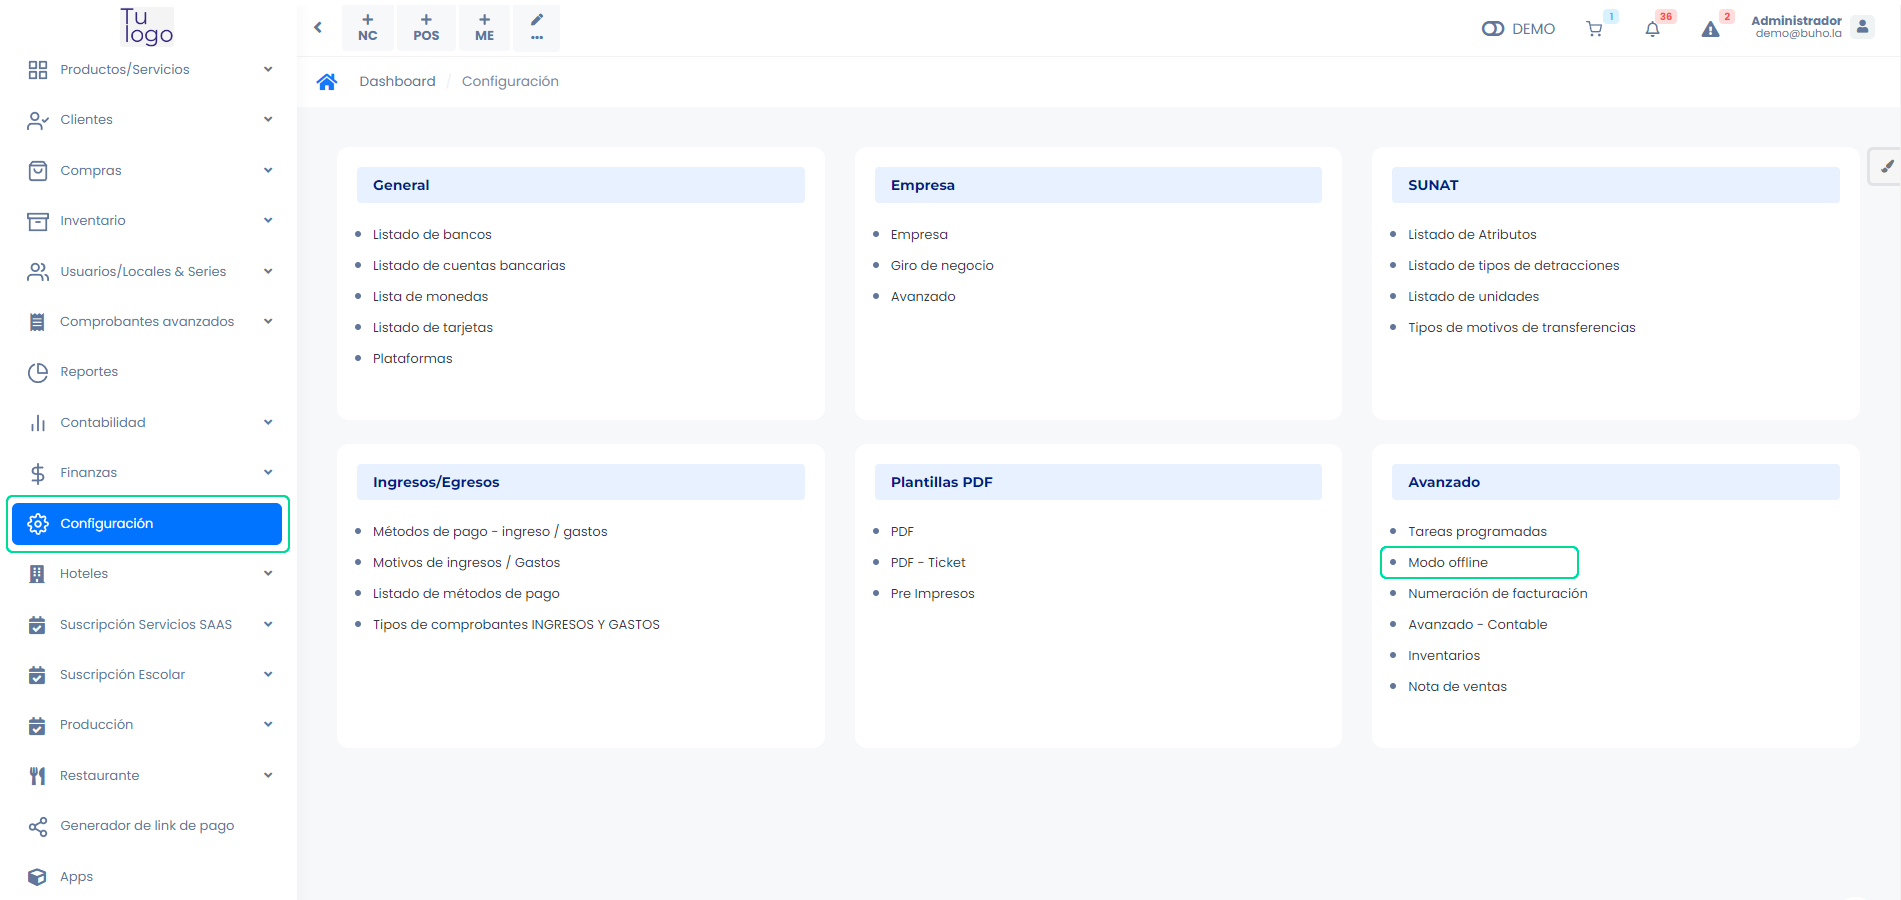 Tu
logo
Productos/Servicios
Clientes
Compras
Inventario
Usuarios/Locales & Series
Comprobantes avanzados
Reportes
Contabilidad
Finanzas
Configuración
Hoteles
Suscripción Servicios SAAS
Suscripción Escolar
Producción
Restaurante
Generador de link de pago
Apps
NC
POS
ME
DEMO
1
36
2
Administrador
demo@buho.la
Dashboard / Configuración
General
Listado de bancos
Listado de cuentas bancarias
Lista de monedas
Listado de tarjetas
Plataformas
Empresa
Empresa
Giro de negocio
Avanzado
SUNAT
Listado de Atributos
Listado de tipos de detracciones
Listado de unidades
Tipos de motivos de transferencias
Ingresos/Egresos
Métodos de pago - ingreso / gastos
Motivos de ingresos / Gastos
Listado de métodos de pago
Tipos de comprobantes INGRESOS Y GASTOS
Plantillas PDF
PDF
PDF - Ticket
Pre Impresos
Avanzado
Tareas programadas
Modo offline
Numeración de facturación
Avanzado - Contable
Inventarios
Nota de ventas